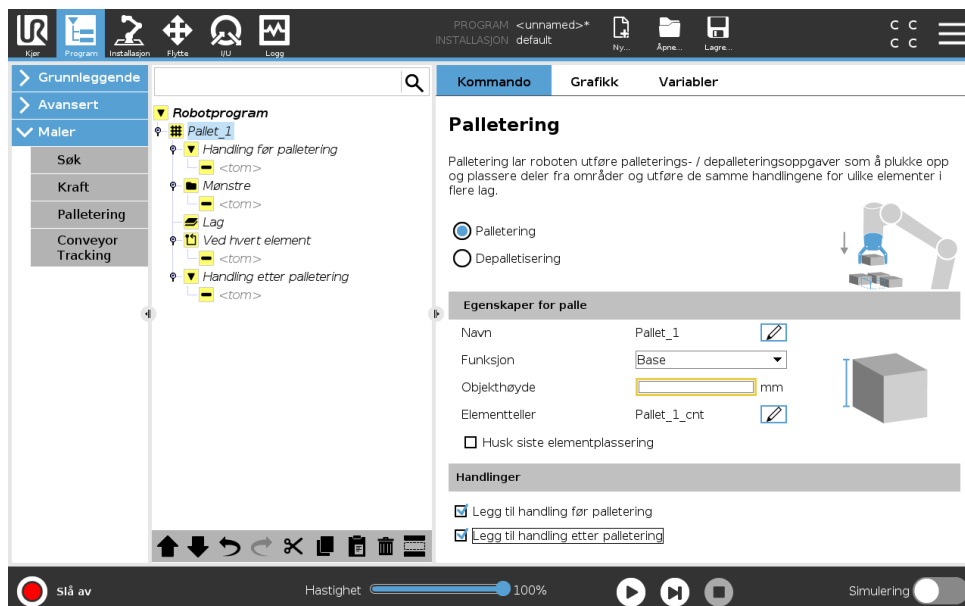 PROGRAM <unnamed>*
INSTALLASJON default
Kjør
Program
Installasjon
Flytte
I/U
Logg
Ny...
Åpne...
Lagre...
C C
C C
Grunnleggende
Avansert
Maler
Søk
Kraft
Palletering
Conveyor
Tracking
Robotprogram
Pallet_1
Handling før palletering
<tom>
Mønstre
<tom>
Lag
Ved hvert element
<tom>
Handling etter palletering
<tom>
Kommando
Grafikk
Variabler
Palletering
Palletering lar roboten utføre palleterings- / depalleteringsoppgaver som å plukke opp
og plassere deler fra områder og utføre de samme handlingene for ulike elementer i
flere lag.
Palletering
Depalletisering
Egenskaper for palle
Navn Pallet_1
Funksjon Base
Objekthøyde mm
Elementteller Pallet_1_cnt
Husk siste elementplassering
Handlinger
Legg til handling før palletering
Legg til handling etter palletering
Slå av
Hastighet 100%
Simulering